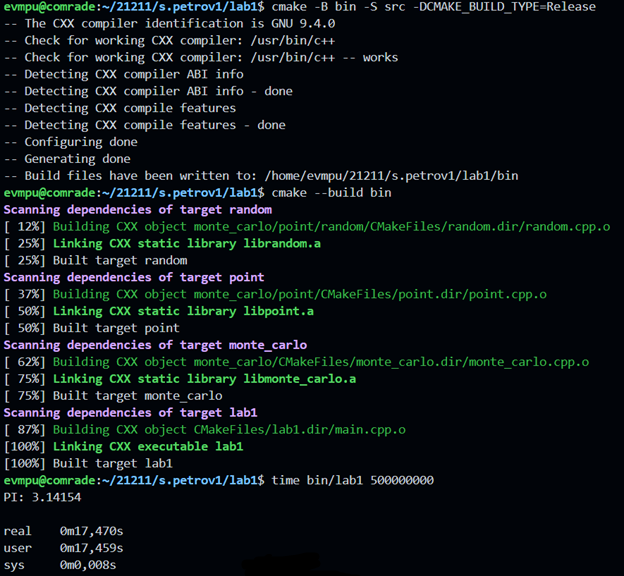 evmpu@comrade:~/21211/s.petrov1/lab1$ cmake -B bin -S src -DCMAKE_BUILD_TYPE=Release
-- The CXX compiler identification is GNU 9.4.0
-- Check for working CXX compiler: /usr/bin/c++
-- Check for working CXX compiler: /usr/bin/c++ -- works
-- Detecting CXX compiler ABI info
-- Detecting CXX compiler ABI info - done
-- Detecting CXX compile features
-- Detecting CXX compile features - done
-- Configuring done
-- Generating done
-- Build files have been written to: /home/evmpu/21211/s.petrov1/lab1/bin
evmpu@comrade:~/21211/s.petrov1/lab1$ cmake --build bin
Scanning dependencies of target random
[ 12%] Building CXX object monte_carlo/point/random/CMakeFiles/random.dir/random.cpp.o
[ 25%] Linking CXX static library librandom.a
[ 25%] Built target random
Scanning dependencies of target point
[ 37%] Building CXX object monte_carlo/point/CMakeFiles/point.dir/point.cpp.o
[ 50%] Linking CXX static library libpoint.a
[ 50%] Built target point
Scanning dependencies of target monte_carlo
[ 62%] Building CXX object monte_carlo/CMakeFiles/monte_carlo.dir/monte_carlo.cpp.o
[ 75%] Linking CXX static library libmonte_carlo.a
[ 75%] Built target monte_carlo
Scanning dependencies of target lab1
[ 87%] Building CXX object CMakeFiles/lab1.dir/main.cpp.o
[100%] Linking CXX executable lab1
[100%] Built target lab1
evmpu@comrade:~/21211/s.petrov1/lab1$ time bin/lab1 500000000
PI: 3.14154
real 0m17,470s
user 0m17,459s
sys 0m0,008s